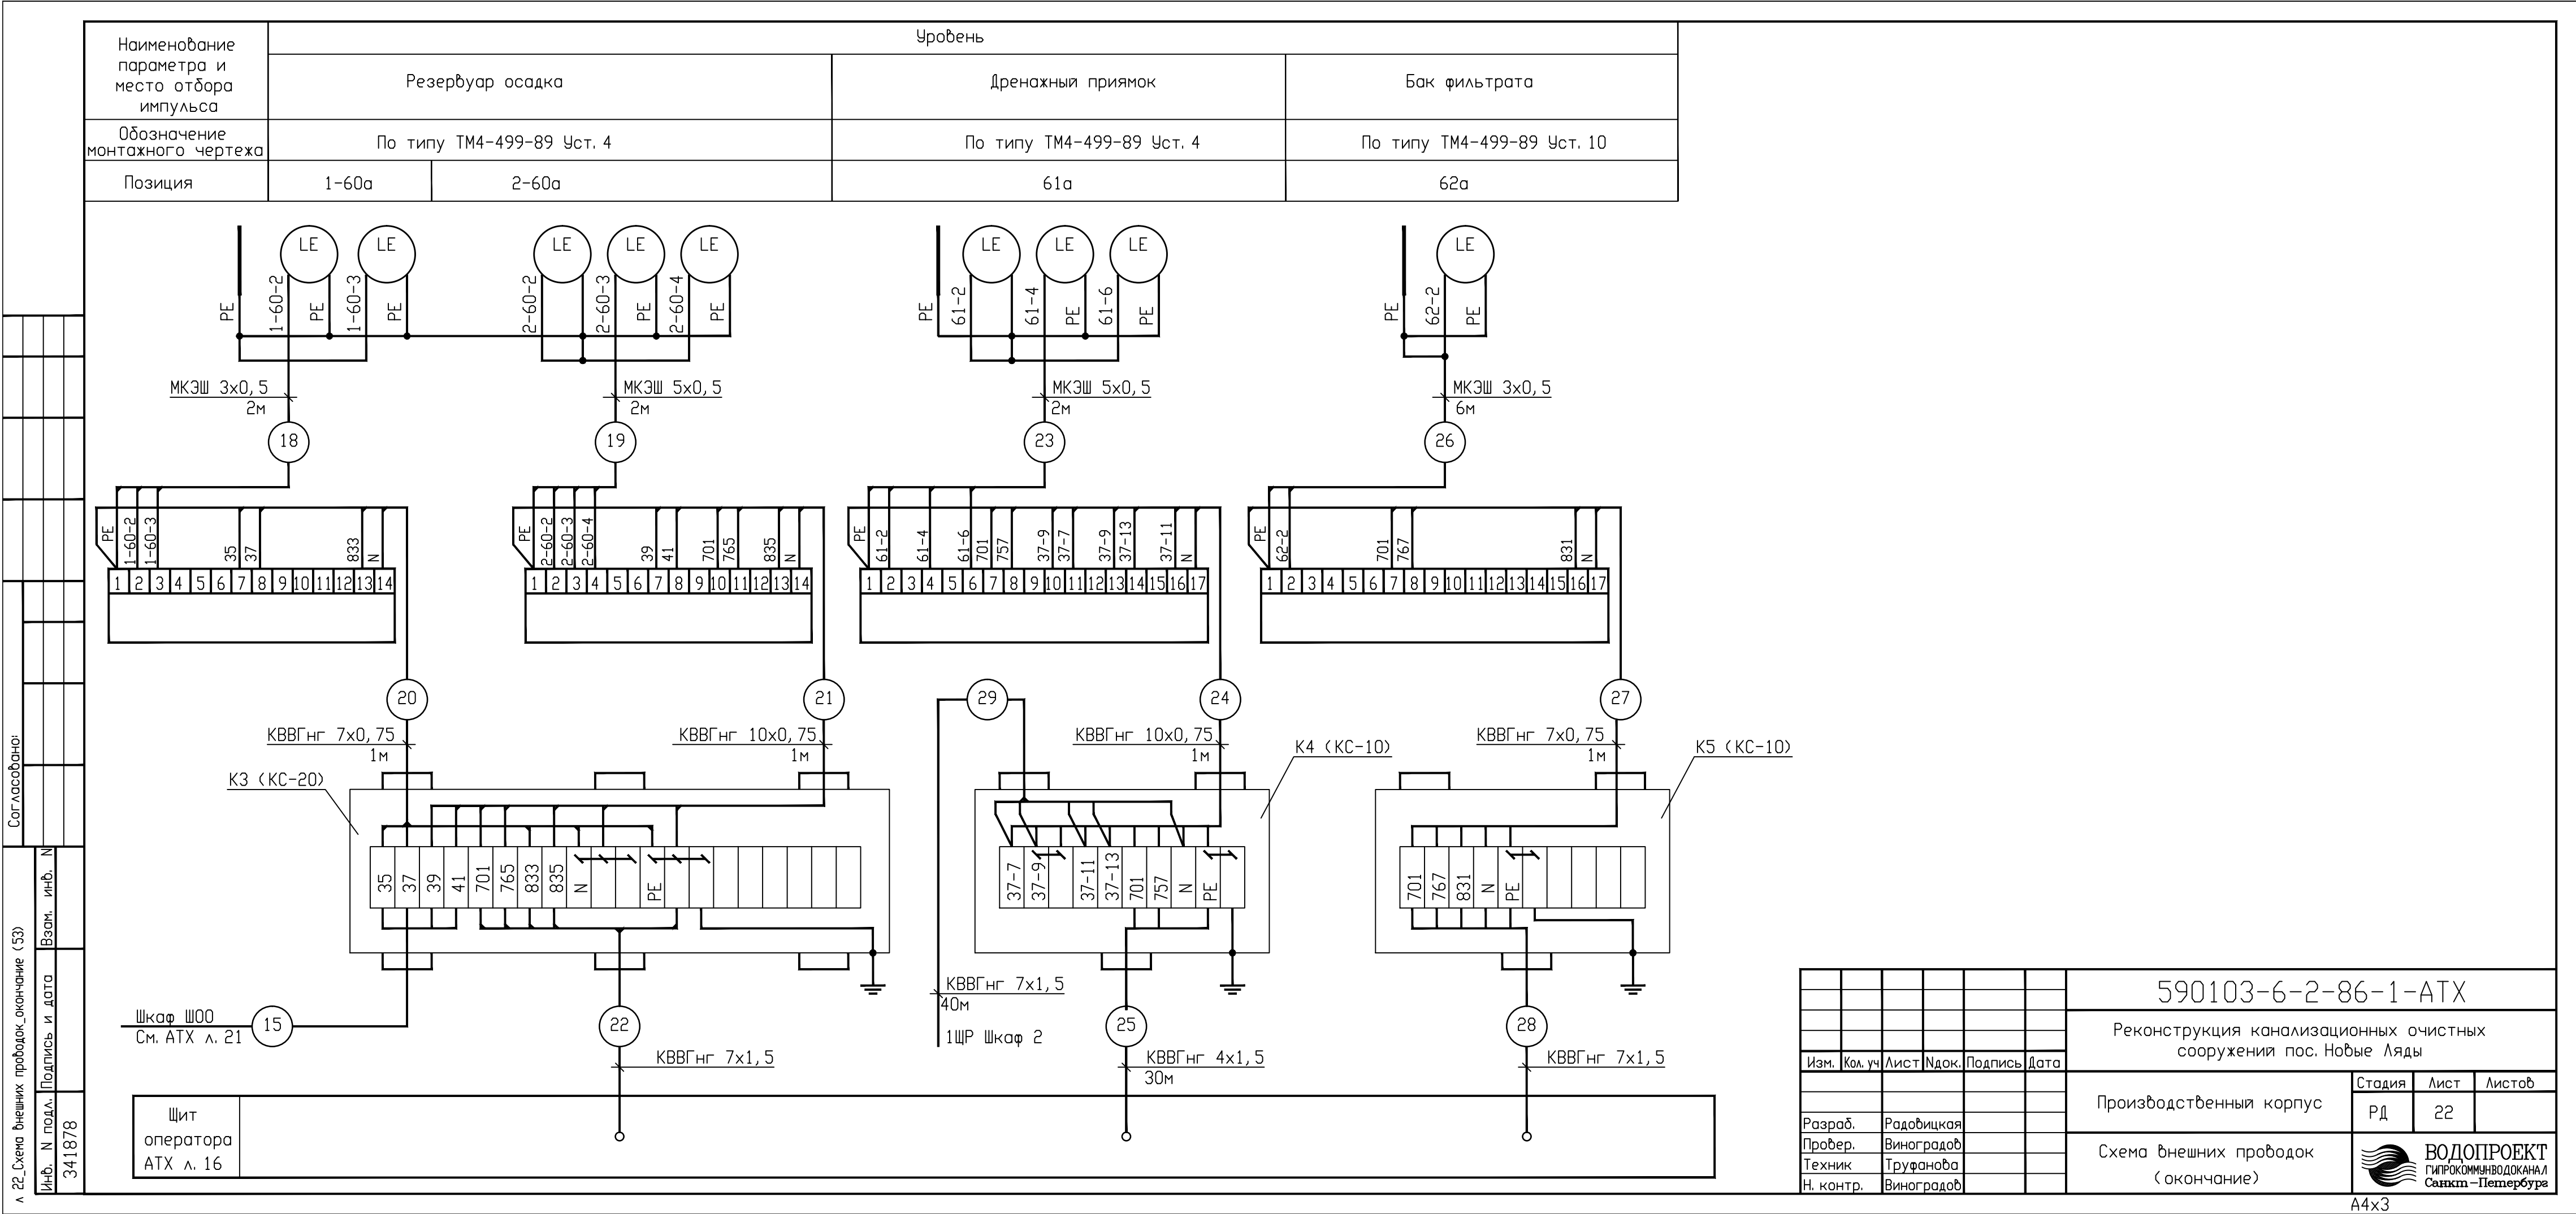 Наименование
параметра и
место отбора
импульса
Уровень
Резервуар осадка
Дренажный приямок
Бак фильтрата
Обозначение
монтажного чертежа
По типу ТМ4-499-89 Уст. 4
По типу ТМ4-499-89 Уст. 4
По типу ТМ4-499-89 Уст. 10
Позиция
1-60а
2-60а
61а
62а
LE LE LE LE LE LE LE LE LE
PE 1-60-2 PE 1-60-3
2-60-2 2-60-3 PE 2-60-4 PE
PE 61-2 61-4 PE 61-6 PE
PE 62-2 PE
МКЭШ 3х0,5
2м
МКЭШ 5х0,5
2м
МКЭШ 5х0,5
2м
МКЭШ 3х0,5
6м
18
19
23
26
PE 1-60-2 1-60-3 35 37 833 N
1 2 3 4 5 6 7 8 9 10 11 12 13 14
PE 2-60-2 2-60-3 2-60-4 39 41 701 765 835 N
1 2 3 4 5 6 7 8 9 10 11 12 13 14
PE 61-2 61-4 61-6 701 757 37-9 37-7 37-9 37-13 37-11 N
1 2 3 4 5 6 7 8 9 10 11 12 13 14 15 16 17
PE 62-2 701 767 831 N
1 2 3 4 5 6 7 8 9 10 11 12 13 14 15 16 17
20
21
29
24
27
КВВГнг 7х0,75
1м
КВВГнг 10х0,75
1м
КВВГнг 10х0,75
1м
КВВГнг 7х0,75
1м
К3 (КС-20)
К4 (КС-10)
К5 (КС-10)
35 37 39 41 701 765 833 835 N PE
37-7 37-9 37-11 37-13 701 757 N PE
701 767 831 N PE
Шкаф ШОО
См. АТХ л. 21
15
22
КВВГнг 7х1,5
40м
1ЩР Шкаф 2
25
28
КВВГнг 7х1,5
КВВГнг 4х1,5
30м
КВВГнг 7х1,5
Щит
оператора
АТХ л. 16
Согласовано:
Взам. инв. N
Подпись и дата
Инв. N подл.
341878
л 22_Схема внешних проводок_окончание (53)
590103-6-2-86-1-АТХ
Реконструкция канализационных очистных
сооружений пос. Новые Ляды
Изм. Кол. уч Лист Nдок. Подпись Дата
Производственный корпус
Стадия Лист Листов
РД 22
Разраб. Радовицкая
Провер. Виноградов
Техник Труфанова
Н. контр. Виноградов
Схема внешних проводок
(окончание)
ВОДОПРОЕКТ
ГИПРОКОММУНВОДОКАНАЛ
Санкт-Петербург
А4х3